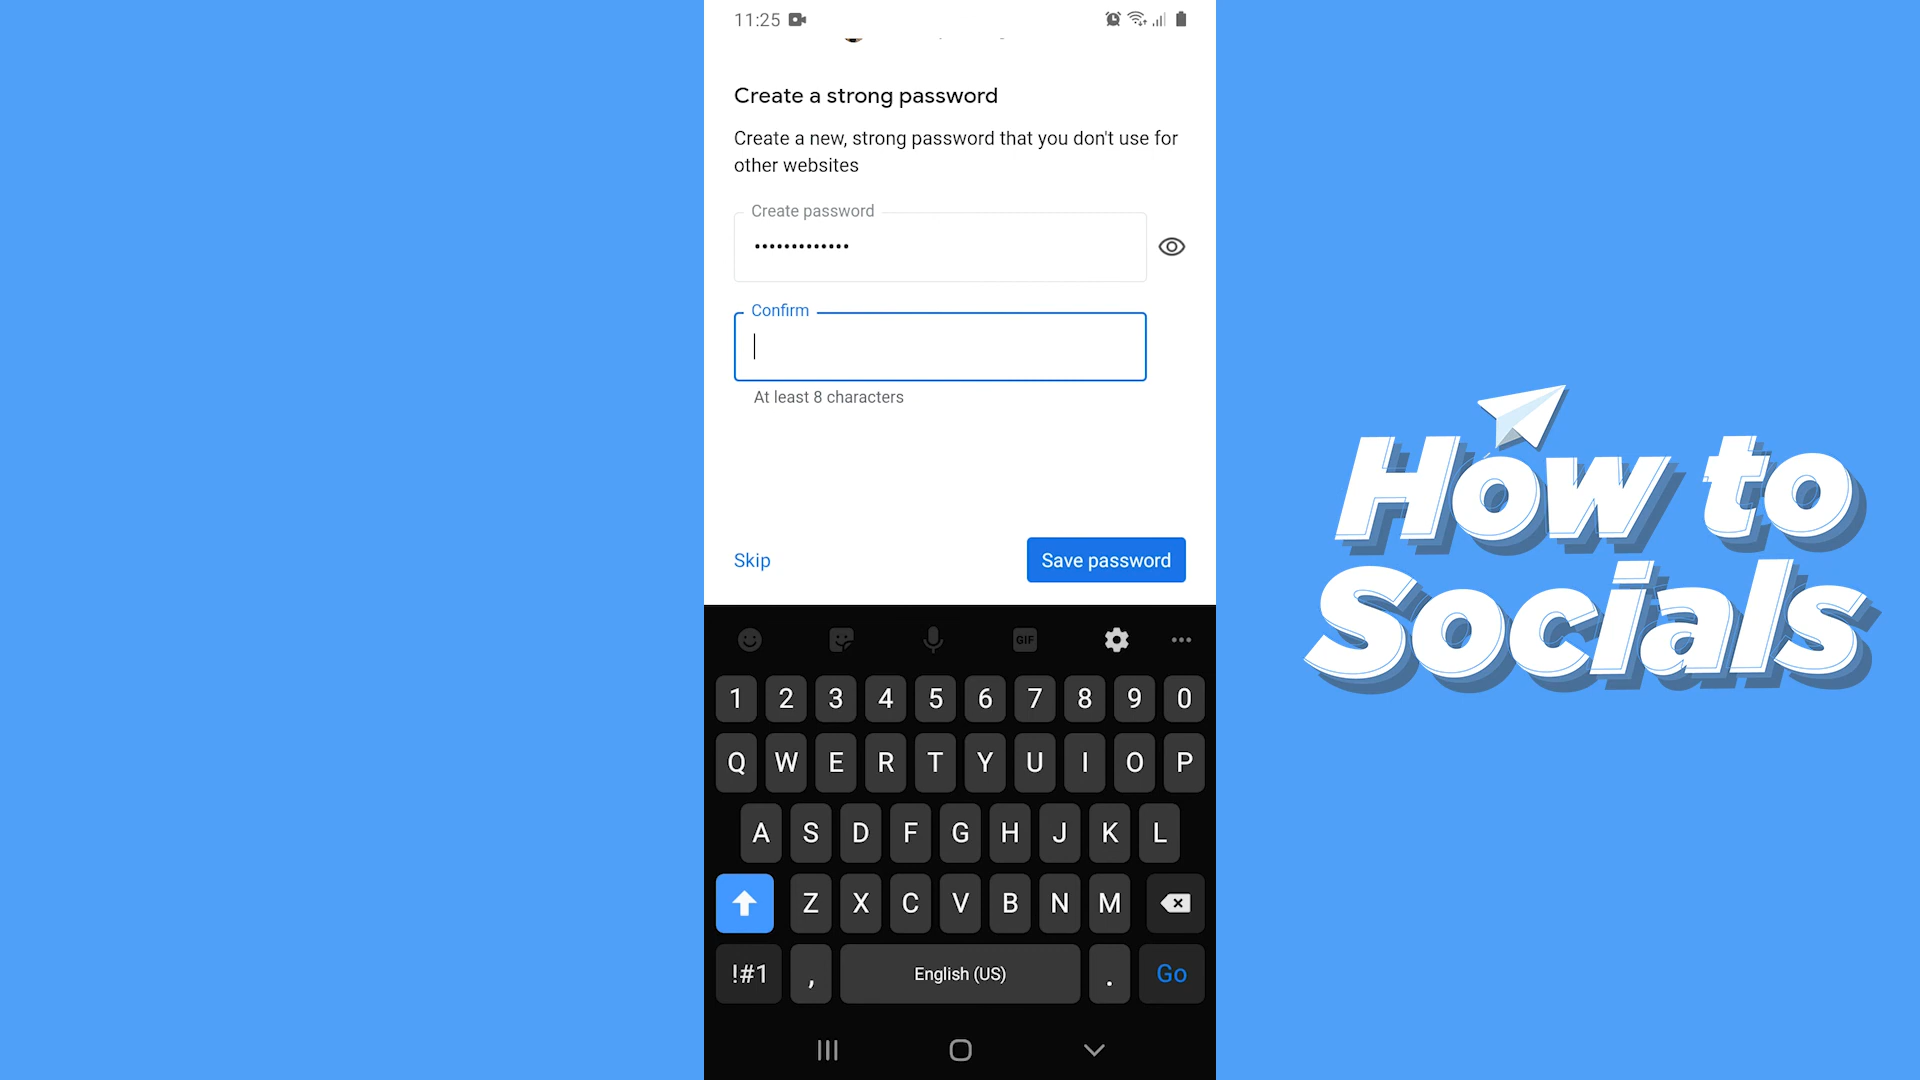 11:25
Create a strong password
Create a new, strong password that you don't use for
other websites
Create password
•••••••••••••
Confirm
At least 8 characters
Skip
Save password
GIF
1 2 3 4 5 6 7 8 9 0
Q W E R T Y U I O P
A S D F G H J K L
Z X C V B N M
!#1 , English (US) . Go
How to
Socials